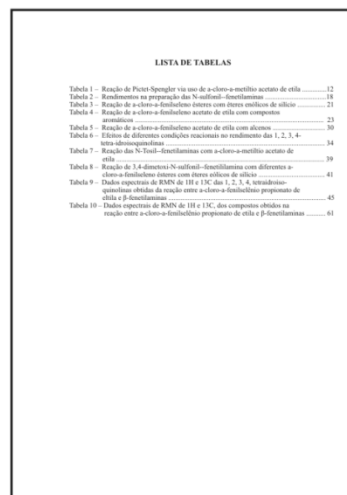 LISTA DE TABELAS
Tabela 1 – Reação de Pictet-Spengler via uso de a-cloro-a-metiltio acetato de etila .............12
Tabela 2 – Rendimentos na preparação das N-sulfonil--fenetilaminas ................................18
Tabela 3 – Reação de a-cloro-a-fenilseleno ésteres com éteres enólicos de silício ............... 21
Tabela 4 – Reação de a-cloro-a-fenilseleno acetato de etila com compostos
aromáticos ........................................................................................................ 23
Tabela 5 – Reação de a-cloro-a-fenilseleno acetato de etila com alcenos ............................ 30
Tabela 6 – Efeitos de diferentes condições reacionais no rendimento das 1, 2, 3, 4-
tetra-idroisoquinolinas ........................................................................................ 34
Tabela 7 – Reação das N-Tosil--fenetilaminas com a-cloro-a-metiltio acetato de
etila ................................................................................................................... 39
Tabela 8 – Reação de 3,4-dimetoxi-N-sulfonil--fenetililamina com diferentes a-
cloro-a-fenilseleno ésteres com éteres eólicos de silício .................................... 41
Tabela 9 – Dados espectrais de RMN de 1H e 13C das 1, 2, 3, 4, tetraidroiso-
quinolinas obtidas da reação entre a-cloro-a-fenilselênio propionato de
eltila e β-fenetilaminas ....................................................................................... 45
Tabela 10 – Dados espectrais de RMN de 1H e 13C, dos compostos obtidos na
reação entre a-cloro-a-fenilselênio propionato de etila e β-fenetilaminas .......... 61